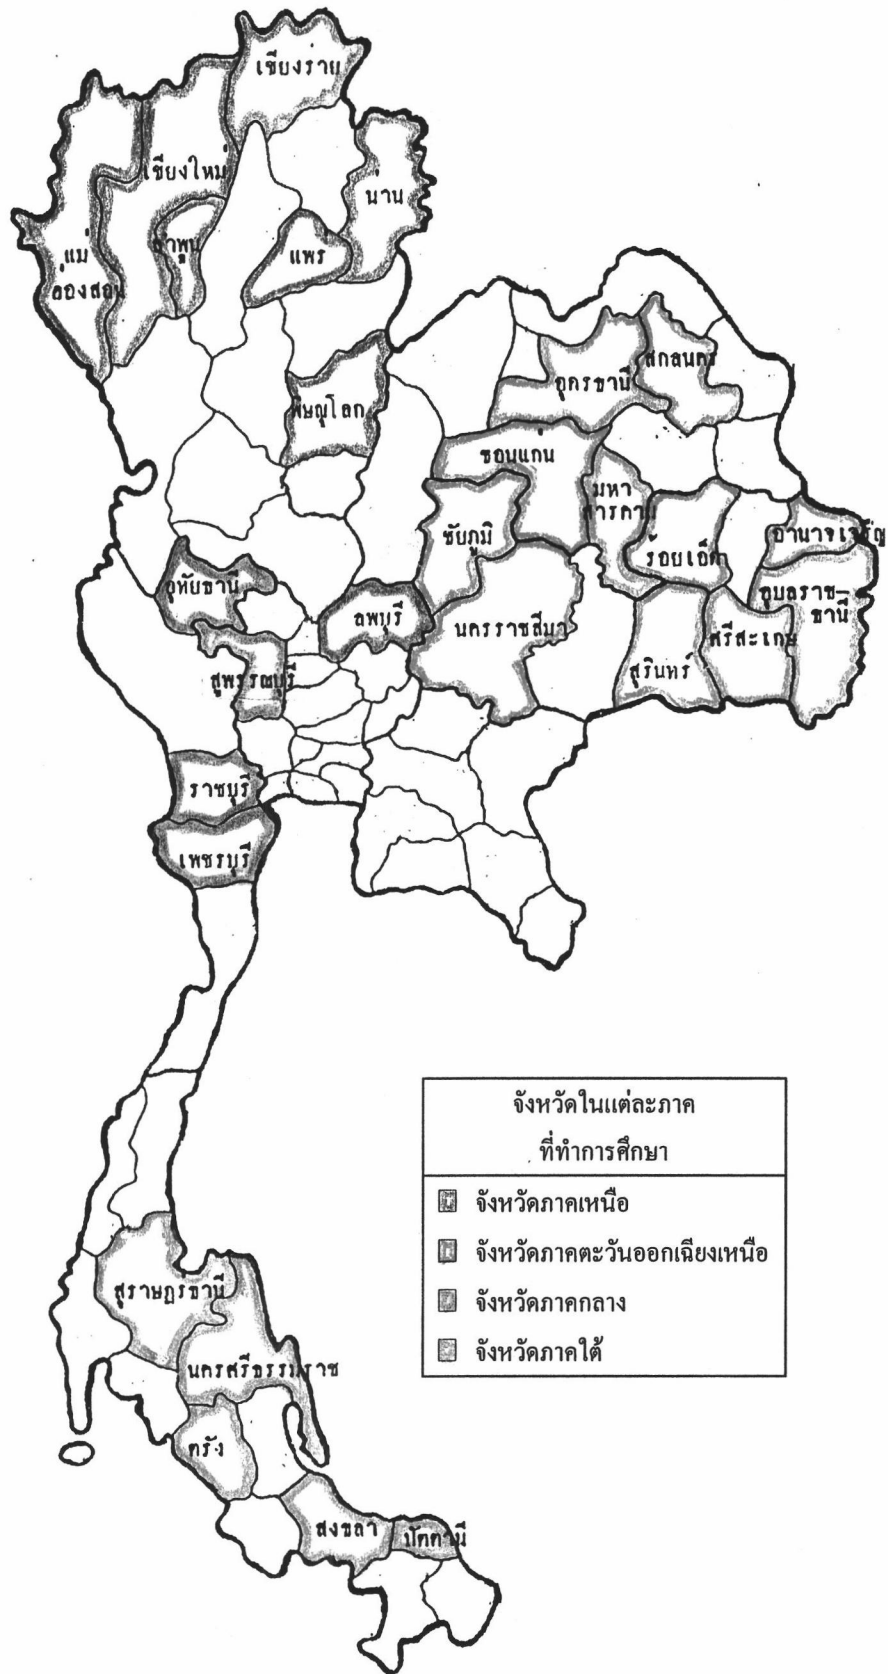 เชียงราย
เชียงใหม่
น่าน
ลำพูน
แพร่
แม่
ฮ่องสอน
สกลนคร
อุดรธานี
พิษณุโลก
ขอนแก่น
มหา
สารคาม
ชัยภูมิ
ร้อยเอ็ด
อำนาจเจริญ
อุทัยธานี
อุบลราช
ธานี
ลพบุรี
นครราชสีมา
ศรีสะเกษ
สุรินทร์
สุพรรณบุรี
ราชบุรี
เพชรบุรี
จังหวัดในแต่ละภาค
ที่ทำการศึกษา
จังหวัดภาคเหนือ
จังหวัดภาคตะวันออกเฉียงเหนือ
จังหวัดภาคกลาง
จังหวัดภาคใต้
สุราษฎร์ธานี
นครศรีธรรมราช
ตรัง
สงขลา
ปัตตานี